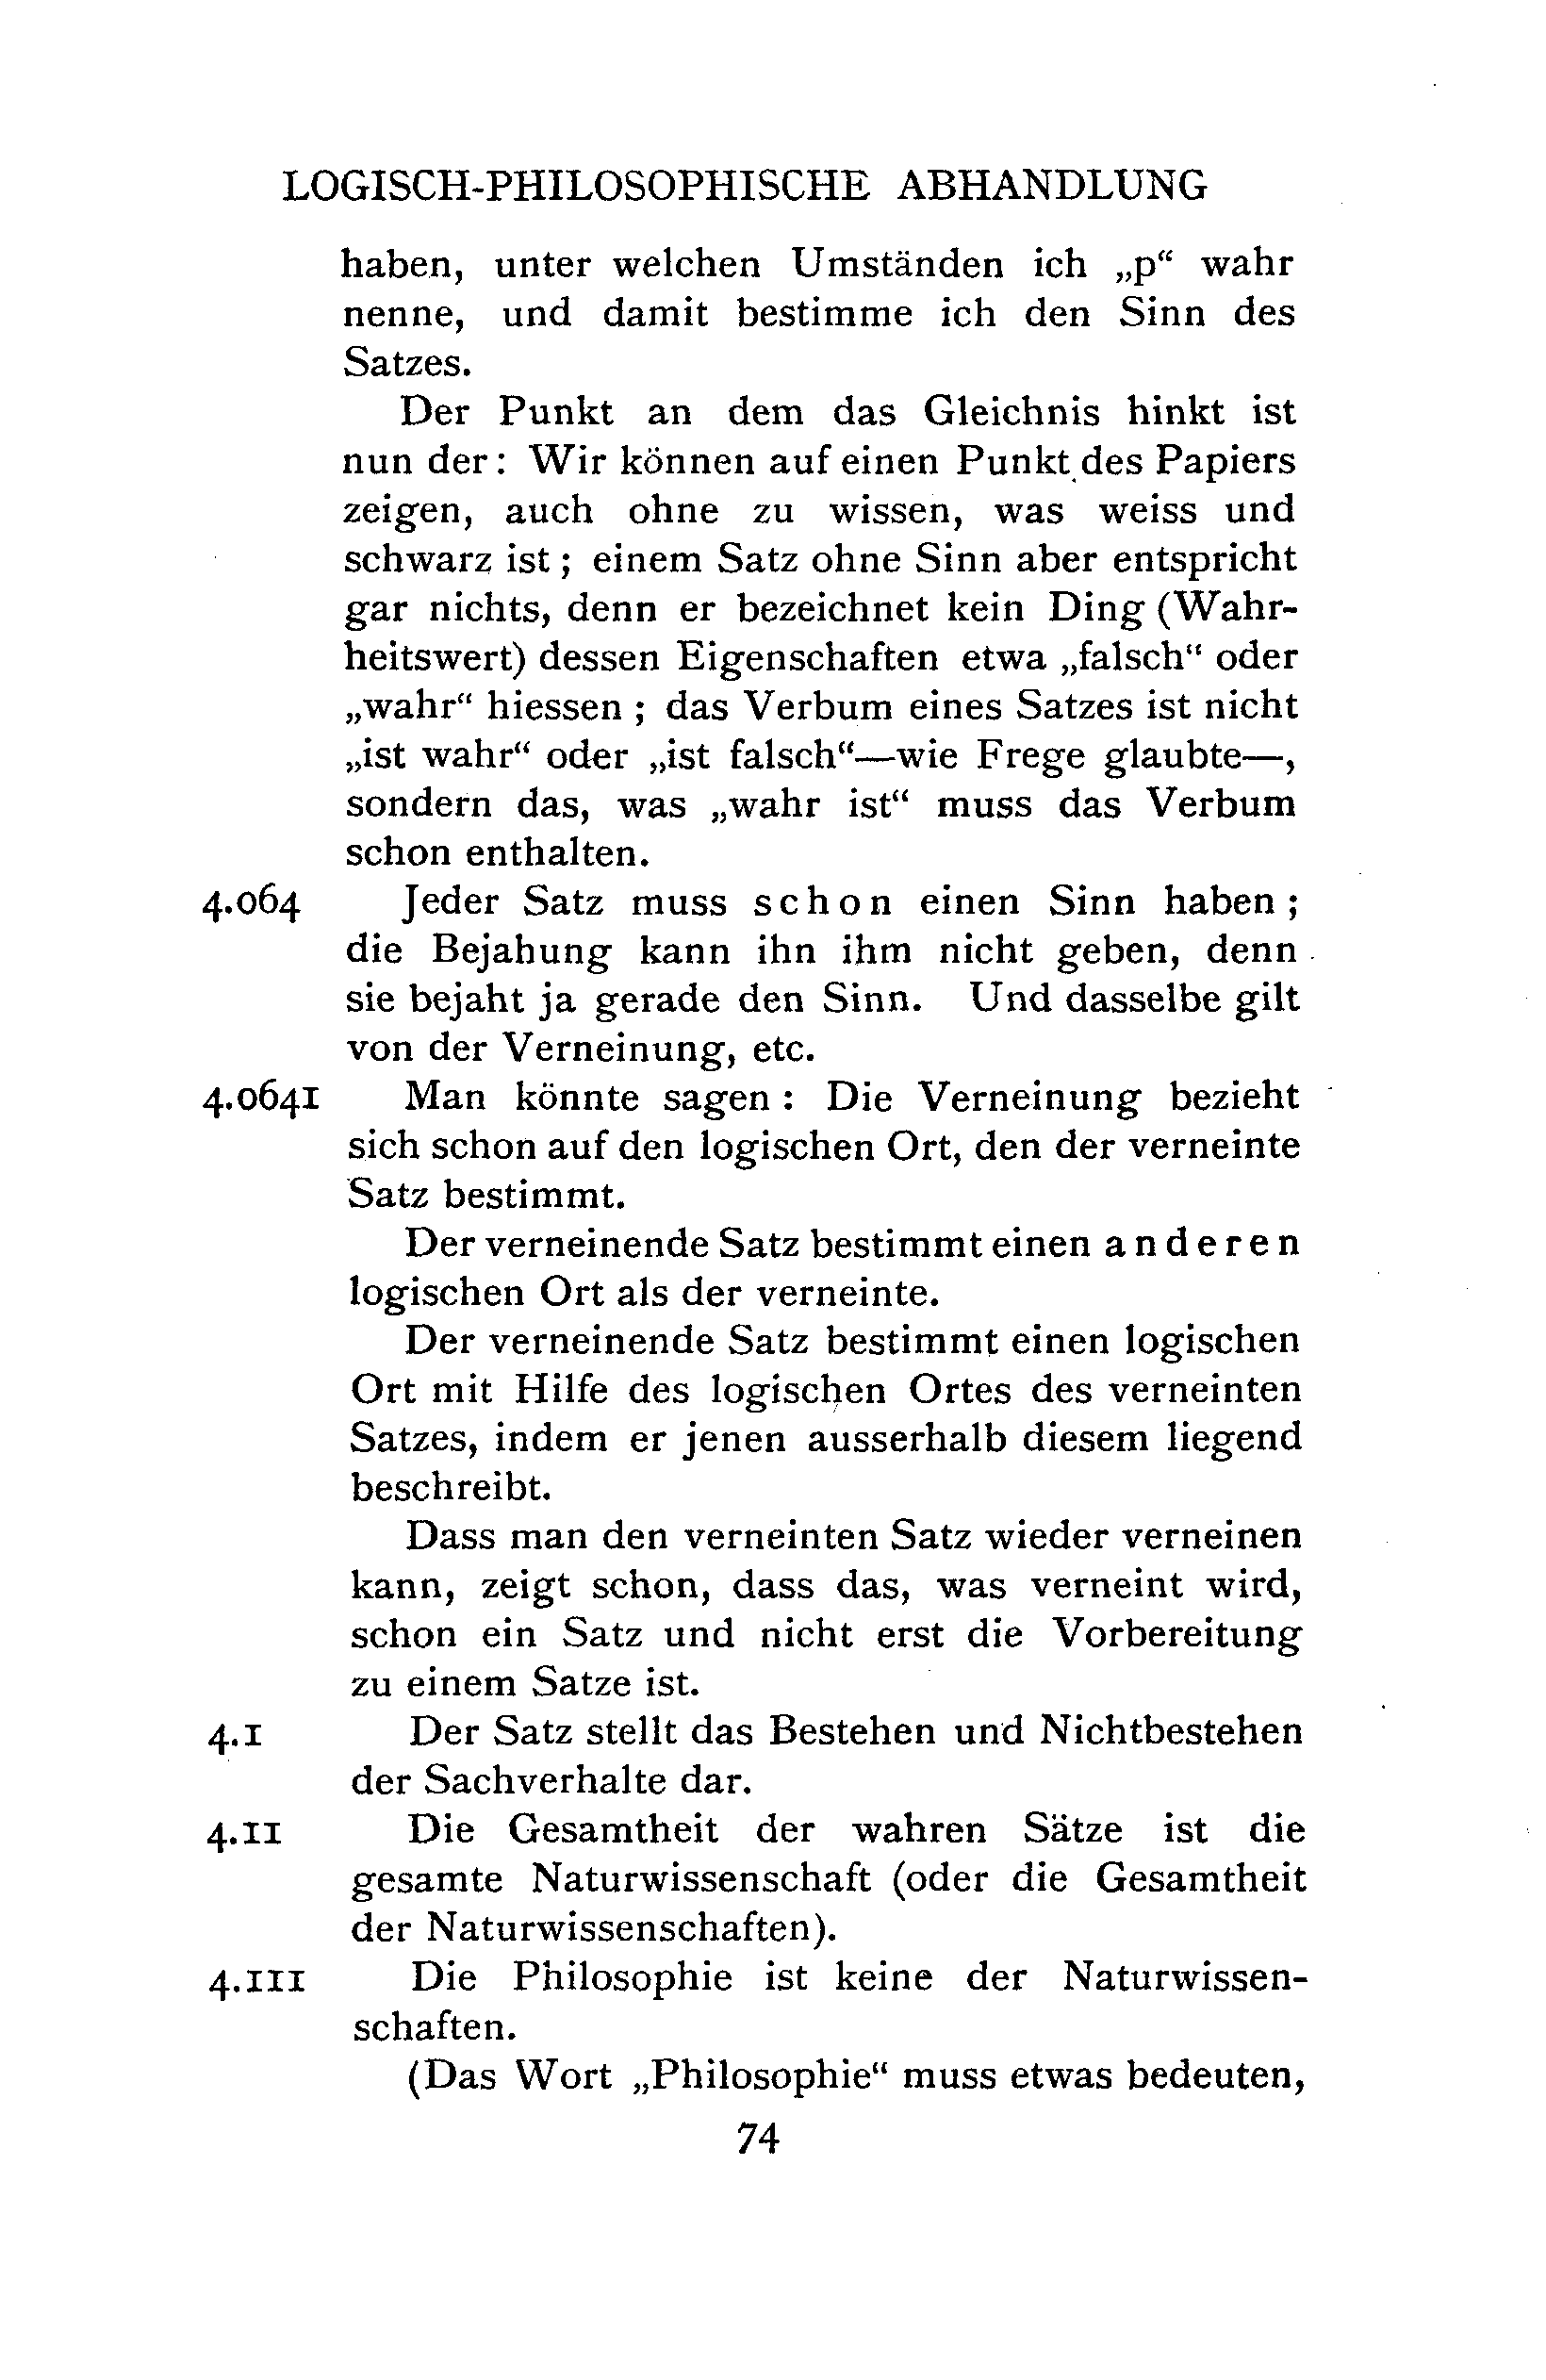 LOGISCH-PHILOSOPHISCHE ABHANDLUNG
haben, unter welchen Umständen ich „p“ wahr
nenne, und damit bestimme ich den Sinn des
Satzes.
Der Punkt an dem das Gleichnis hinkt ist
nun der: Wir können auf einen Punkt des Papiers
zeigen, auch ohne zu wissen, was weiss und
schwarz ist; einem Satz ohne Sinn aber entspricht
gar nichts, denn er bezeichnet kein Ding (Wahr-
heitswert) dessen Eigenschaften etwa „falsch“ oder
„wahr“ hiessen; das Verbum eines Satzes ist nicht
„ist wahr“ oder „ist falsch“—wie Frege glaubte—,
sondern das, was „wahr ist“ muss das Verbum
schon enthalten.
4.064 Jeder Satz muss schon einen Sinn haben;
die Bejahung kann ihn ihm nicht geben, denn
sie bejaht ja gerade den Sinn. Und dasselbe gilt
von der Verneinung, etc.
4.0641 Man könnte sagen: Die Verneinung bezieht
sich schon auf den logischen Ort, den der verneinte
Satz bestimmt.
Der verneinende Satz bestimmt einen anderen
logischen Ort als der verneinte.
Der verneinende Satz bestimmt einen logischen
Ort mit Hilfe des logischen Ortes des verneinten
Satzes, indem er jenen ausserhalb diesem liegend
beschreibt.
Dass man den verneinten Satz wieder verneinen
kann, zeigt schon, dass das, was verneint wird,
schon ein Satz und nicht erst die Vorbereitung
zu einem Satze ist.
4.1 Der Satz stellt das Bestehen und Nichtbestehen
der Sachverhalte dar.
4.11 Die Gesamtheit der wahren Sätze ist die
gesamte Naturwissenschaft (oder die Gesamtheit
der Naturwissenschaften).
4.111 Die Philosophie ist keine der Naturwissen-
schaften.
(Das Wort „Philosophie“ muss etwas bedeuten,
74